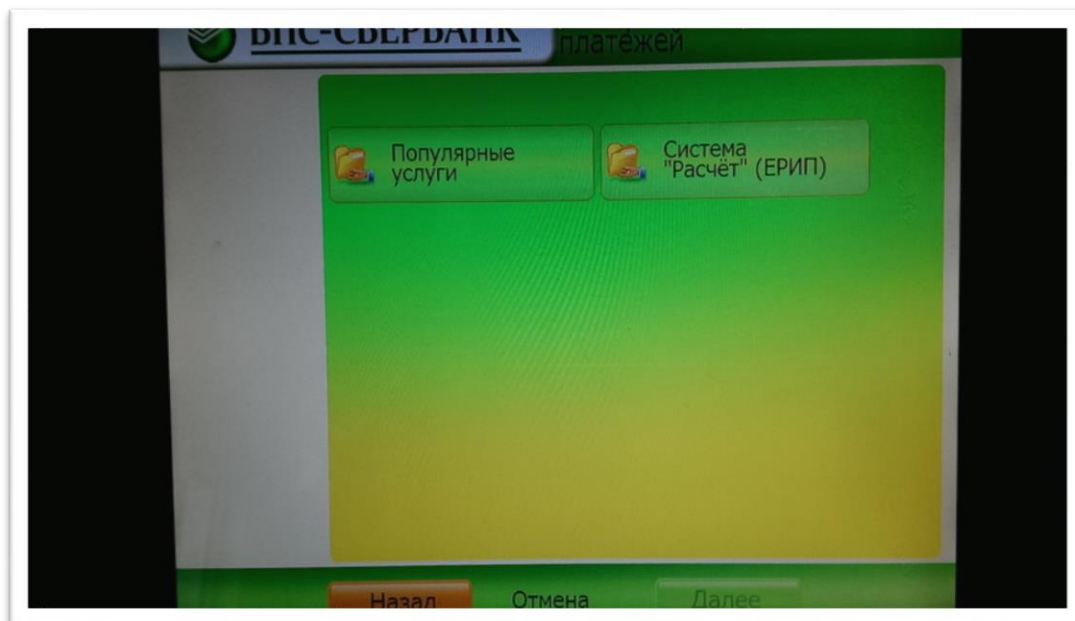 БПС-СБЕРБАНК
платежей
Популярные
услуги
Система
"Расчёт" (ЕРИП)
Назад
Отмена
Далее